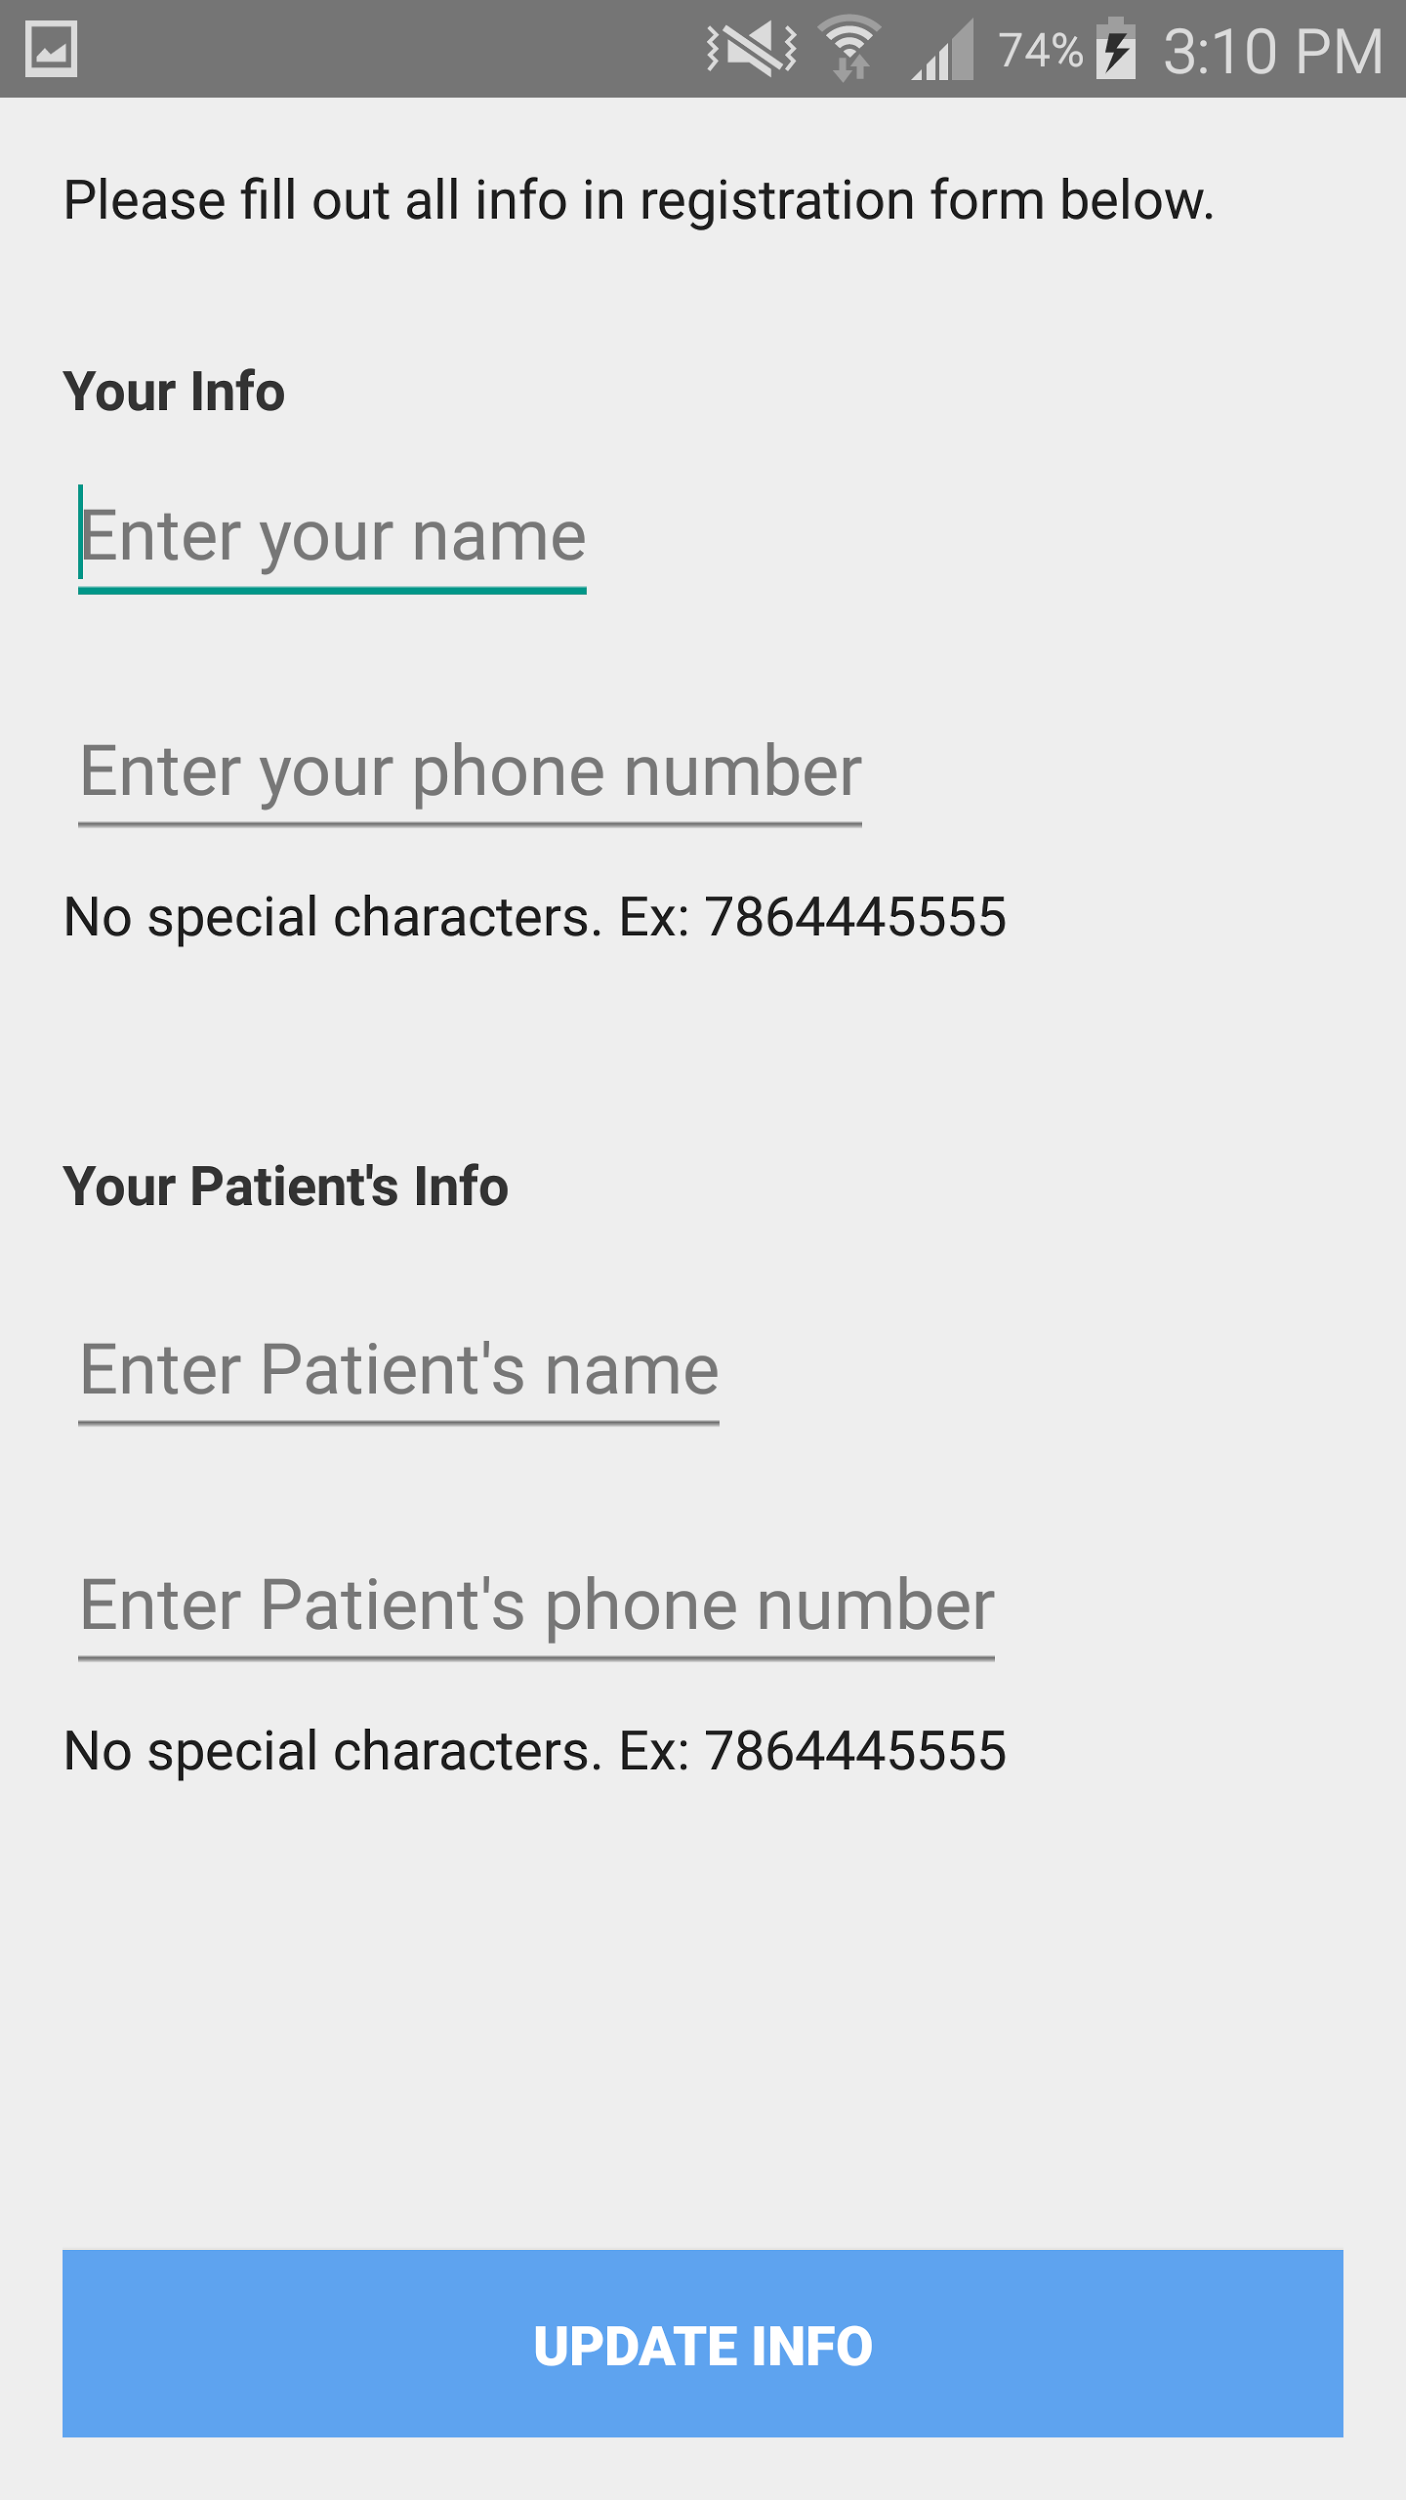 74% 3:10 PM
Please fill out all info in registration form below.
Your Info
Enter your name
Enter your phone number
No special characters. Ex: 7864445555
Your Patient's Info
Enter Patient's name
Enter Patient's phone number
No special characters. Ex: 7864445555
UPDATE INFO